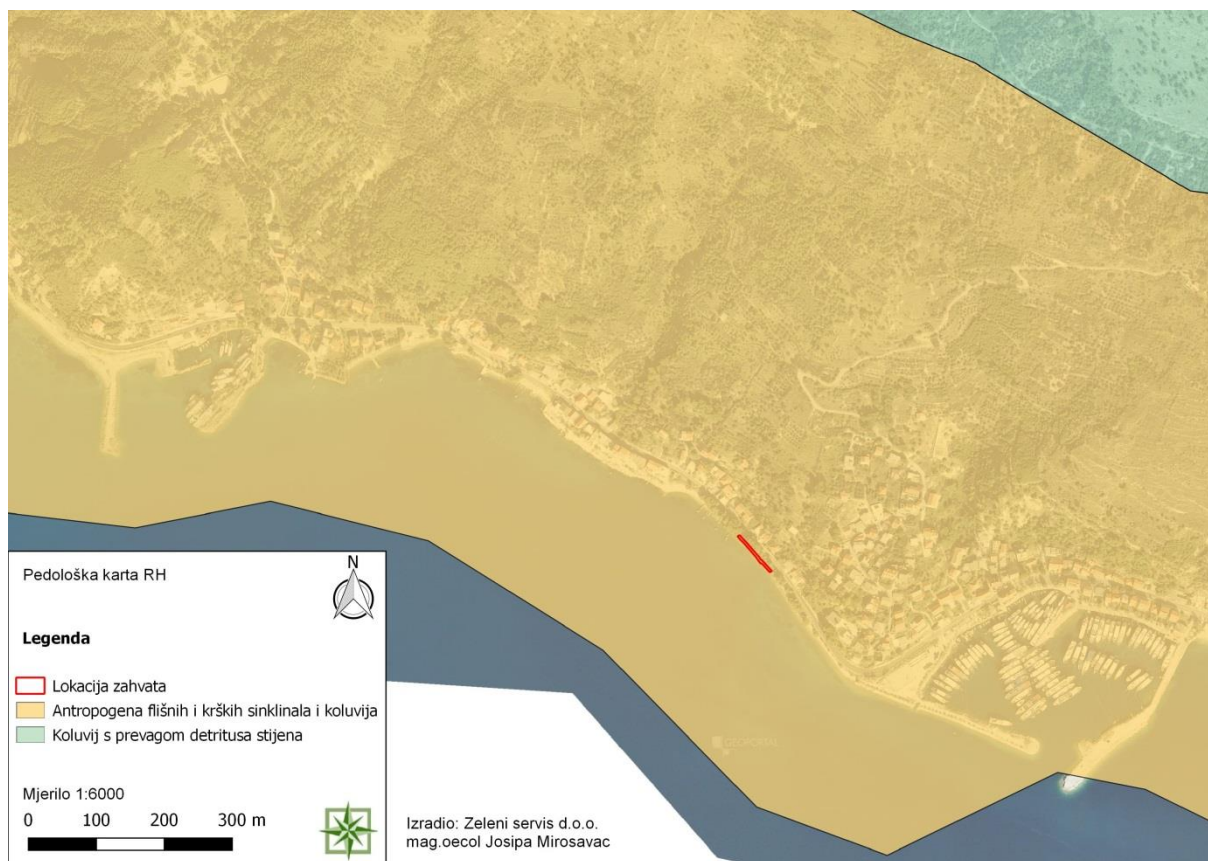 Pedološka karta RH
N
Legenda
Lokacija zahvata
Antropogena flišnih i krških sinklinala i koluvija
Koluvij s prevagom detritusa stijena
Mjerilo 1:6000
0 100 200 300 m
Izradio: Zeleni servis d.o.o.
mag.oecol Josipa Mirosavac
GEOPORTAL